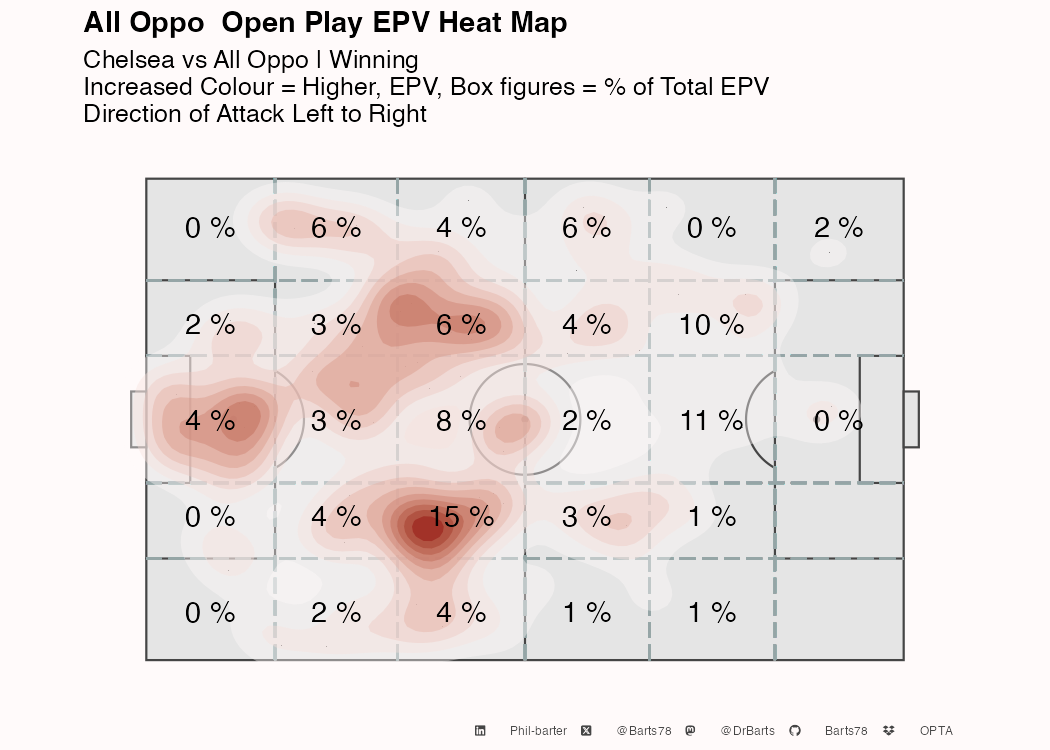 All Oppo  Open Play EPV Heat Map
Chelsea vs All Oppo | Winning
Increased Colour = Higher, EPV, Box figures = % of Total EPV
Direction of Attack Left to Right
0 % 6 % 4 % 6 % 0 % 2 %
2 % 3 % 6 % 4 % 10 %
4 % 3 % 8 % 2 % 11 % 0 %
0 % 4 % 15 % 3 % 1 %
0 % 2 % 4 % 1 % 1 %
Phil-barter @Barts78 @DrBarts Barts78 OPTA